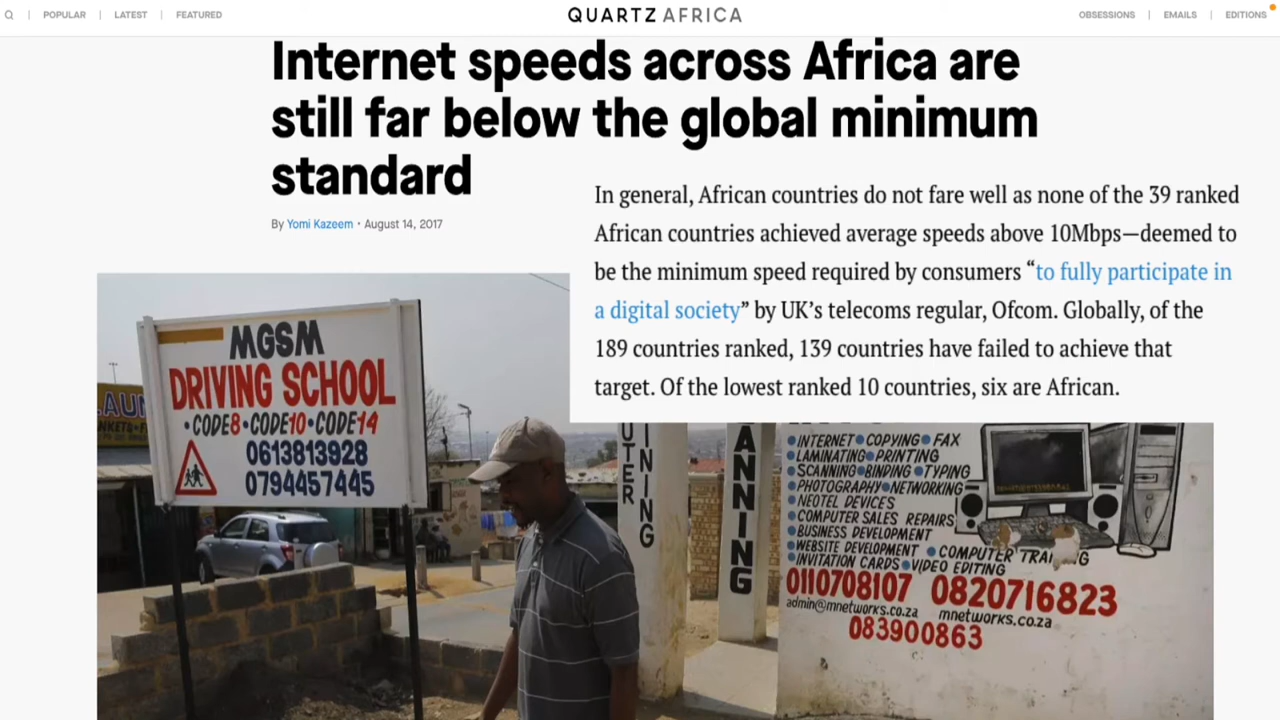 POPULAR | LATEST | FEATURED
QUARTZ AFRICA
OBSESSIONS | EMAILS | EDITIONS
Internet speeds across Africa are
still far below the global minimum
standard
By Yomi Kazeem • August 14, 2017
In general, African countries do not fare well as none of the 39 ranked
African countries achieved average speeds above 10Mbps—deemed to
be the minimum speed required by consumers “to fully participate in
a digital society” by UK’s telecoms regular, Ofcom. Globally, of the
189 countries ranked, 139 countries have failed to achieve that
target. Of the lowest ranked 10 countries, six are African.
MGSM
DRIVING SCHOOL
•CODE8•CODE10•CODE14
0613813928
0794457445
•INTERNET•COPYING•FAX
•LAMINATING•PRINTING
•SCANNING•BINDING•TYPING
•PHOTOGRAPHY•NETWORKING
•NEOTEL DEVICES
•COMPUTER SALES REPAIRS
•BUSINESS DEVELOPMENT
•WEBSITE DEVELOPMENT •COMPUTER TRAI G
•INVITATION CARDS•VIDEO EDITING
0110708107 0820716823
admin@mnetworks.co.za mnetworks.co.za
083900863